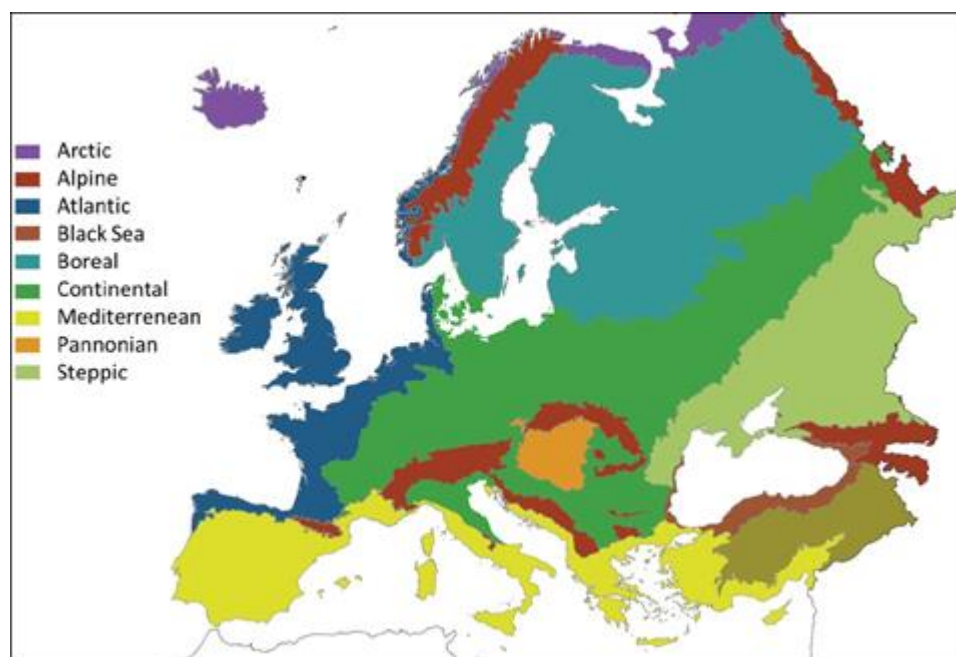 Arctic
Alpine
Atlantic
Black Sea
Boreal
Continental
Mediterrenean
Pannonian
Steppic